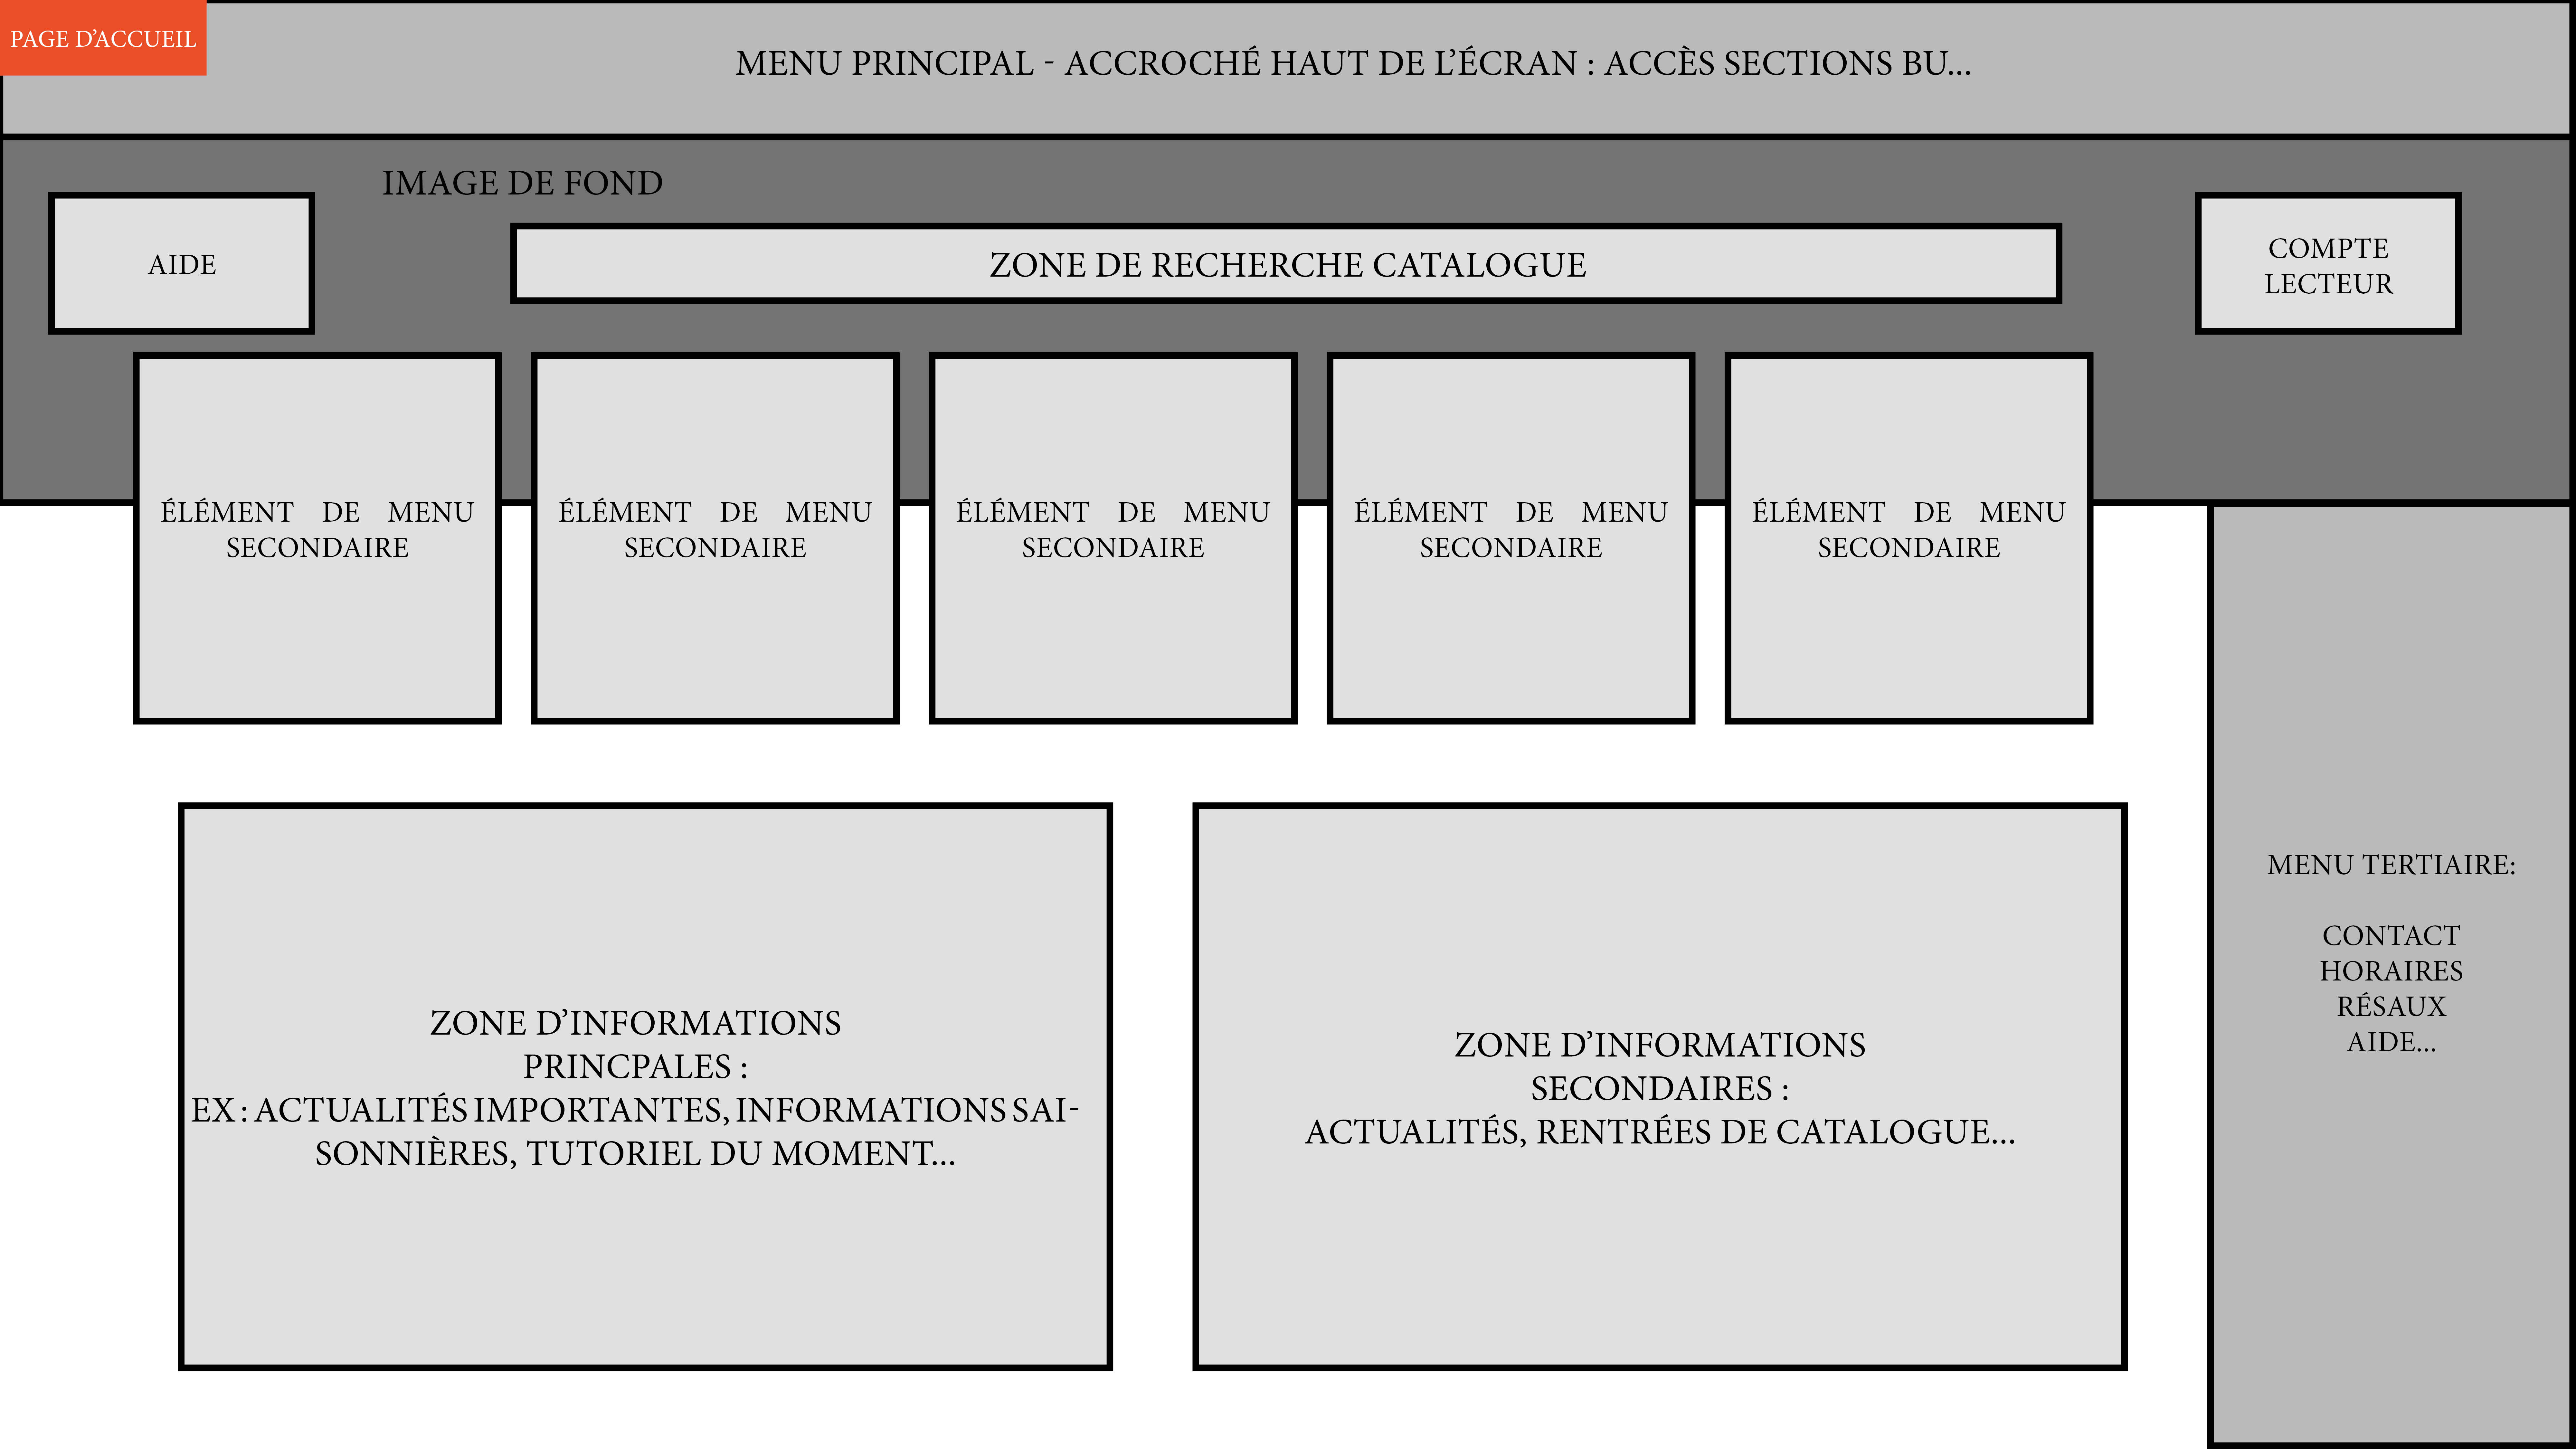 PAGE D’ACCUEIL
MENU PRINCIPAL - ACCROCHÉ HAUT DE L’ÉCRAN : ACCÈS SECTIONS BU...
IMAGE DE FOND
AIDE
ZONE DE RECHERCHE CATALOGUE
COMPTE
LECTEUR
ÉLÉMENT DE MENU
SECONDAIRE
ÉLÉMENT DE MENU
SECONDAIRE
ÉLÉMENT DE MENU
SECONDAIRE
ÉLÉMENT DE MENU
SECONDAIRE
ÉLÉMENT DE MENU
SECONDAIRE
ZONE D’INFORMATIONS
PRINCPALES :
EX : ACTUALITÉS IMPORTANTES, INFORMATIONS SAI-
SONNIÈRES, TUTORIEL DU MOMENT...
ZONE D’INFORMATIONS
SECONDAIRES :
ACTUALITÉS, RENTRÉES DE CATALOGUE...
MENU TERTIAIRE:
CONTACT
HORAIRES
RÉSAUX
AIDE...